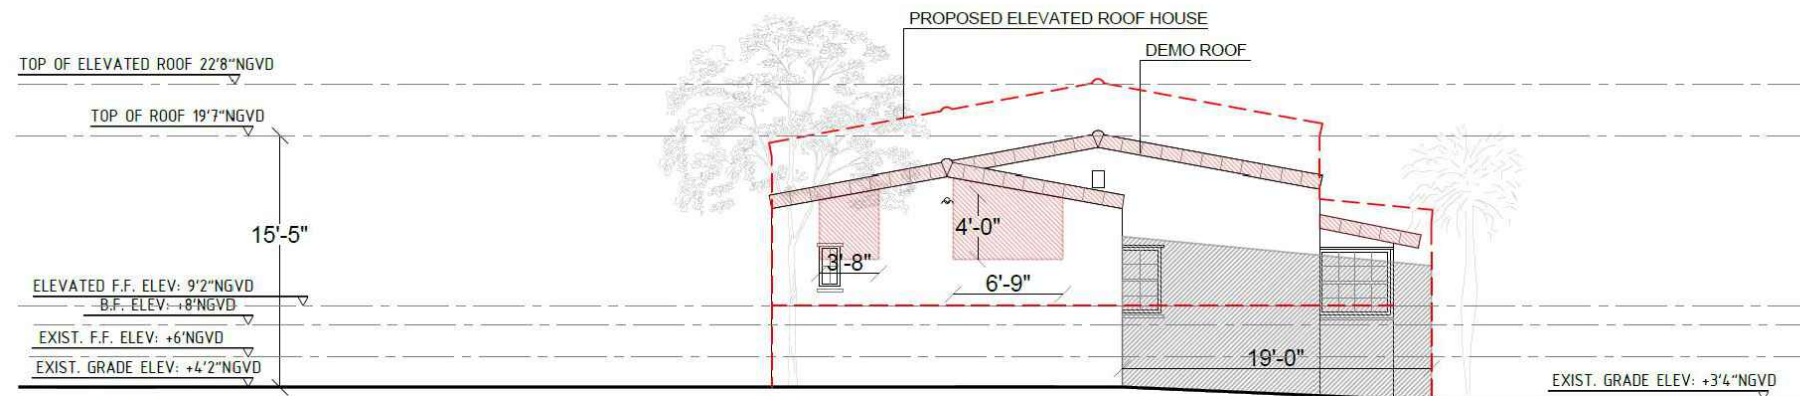 PROPOSED ELEVATED ROOF HOUSE
DEMO ROOF
TOP OF ELEVATED ROOF 22'8"NGVD
TOP OF ROOF 19'7"NGVD
15'-5"
4'-0"
3'-8"
6'-9"
ELEVATED F.F. ELEV: 9'2"NGVD
B.F. ELEV: +8'NGVD
EXIST. F.F. ELEV: +6'NGVD
19'-0"
EXIST. GRADE ELEV: +4'2"NGVD
EXIST. GRADE ELEV: +3'4"NGVD